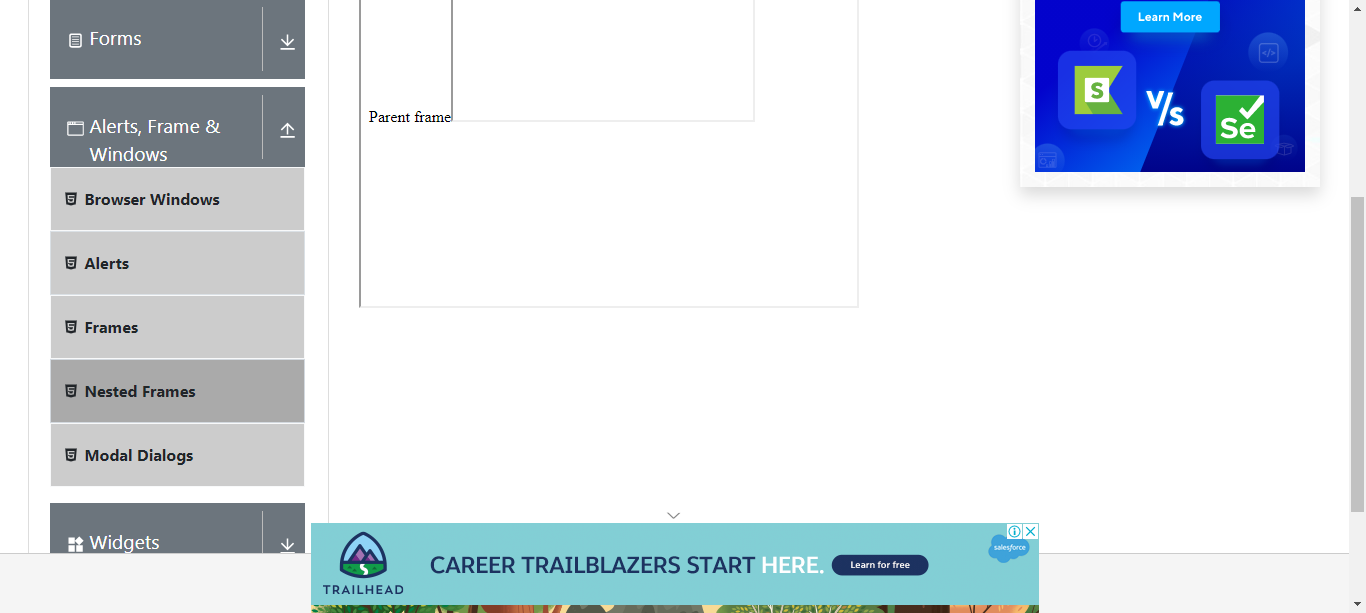 Forms
Alerts, Frame &
Windows
Browser Windows
Alerts
Frames
Nested Frames
Modal Dialogs
Widgets
Parent frame
Learn More
S
V/s
Se
TRAILHEAD
CAREER TRAILBLAZERS START HERE.
Learn for free
salesforce